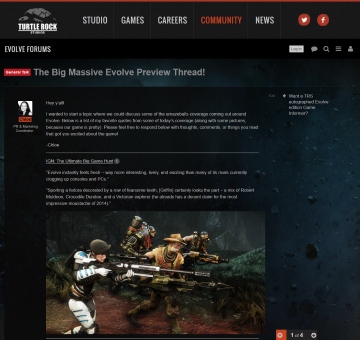 TURTLE ROCK
STUDIOS
STUDIO GAMES CAREERS COMMUNITY NEWS
EVOLVE FORUMS
Login
General Talk The Big Massive Evolve Preview Thread!
Hey y'all!
I wanted to start a topic where we could discuss some of the amazeballs coverage coming out around
Evolve. Below is a list of my favorite quotes from some of today's coverage (along with some pictures,
because our game is pretty). Please feel free to respond below with thoughts, comments, or things you read
that got you excited about the game!
-Chloe
PR & Marketing
Coordinator
IGN: The Ultimate Big Game Hunt
"Evolve instantly feels fresh – way more interesting, lively, and exciting than many of its rivals currently
clogging up consoles and PCs."
"Sporting a fedora decorated by a row of fearsome teeth, [Griffin] certainly looks the part – a mix of Robert
Muldoon, Crocodile Dundee, and a Victorian explorer (he already has a decent claim for the most
impressive moustache of 2014)."
Want a TRS
autographed Evolve
edition Game
Informer?
1 of 4